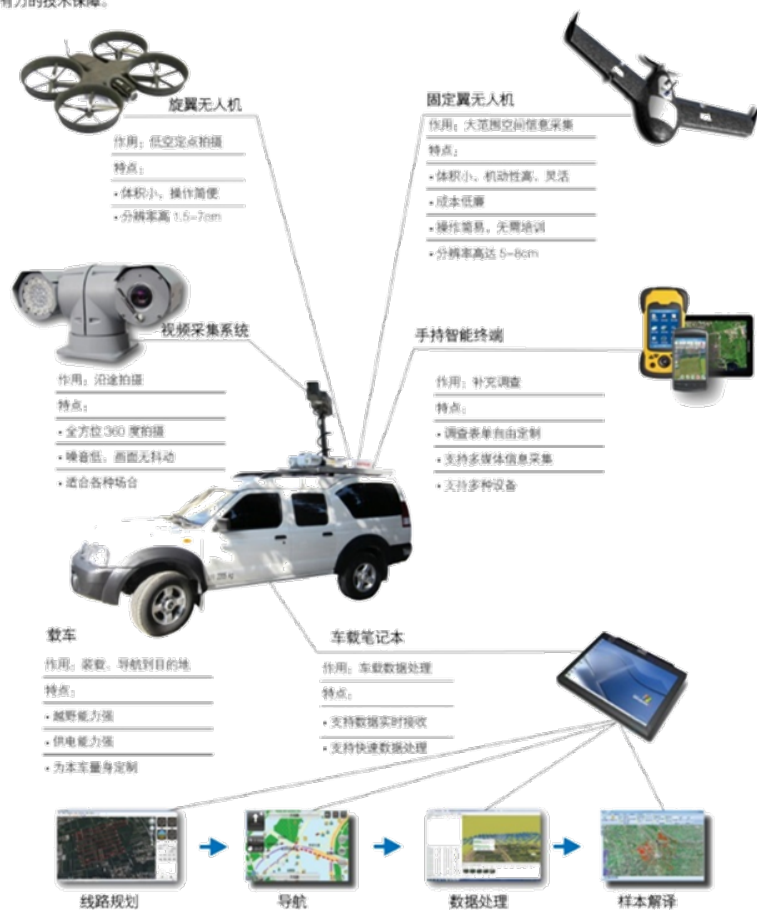 有力的技术保障。
旋翼无人机
作用：低空定点拍摄
特点：
•体积小、操作简便
•分辨率高 1.5~7cm
固定翼无人机
作用：大范围空间信息采集
特点：
•体积小、机动性高、灵活
•成本低廉
•操作简易，无需培训
•分辨率高达 5~8cm
视频采集系统
作用：沿途拍摄
特点：
•全方位 360 度拍摄
•噪音低、画面无抖动
•适合各种场合
手持智能终端
作用：补充调查
特点：
•调查表单自由定制
•支持多媒体信息采集
•支持多种设备
载车
作用：装载、导航到目的地
特点：
•越野能力强
•供电能力强
•为本车量身定制
车载笔记本
作用：车载数据处理
特点：
•支持数据实时接收
•支持快速数据处理
线路规划
导航
数据处理
样本解译